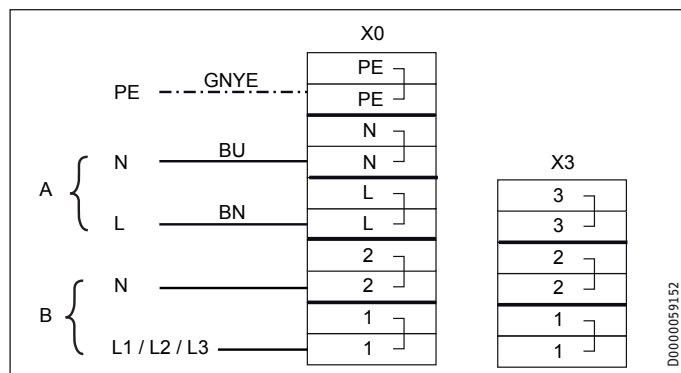 X0
PE
PE GNYE PE
N
N BU N
A X3
L 3
L BN L 3
2 2
N 2 2
B
1 1
L1 / L2 / L3 1 1
D0000059152